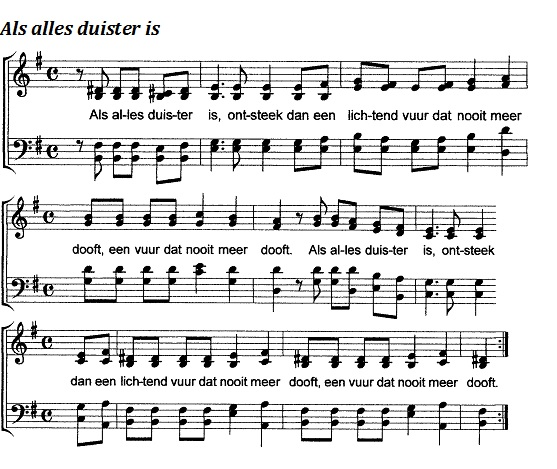 Als alles duister is
Als al-les duis-ter is, ont-steek dan een lich-tend vuur dat nooit meer
dooft, een vuur dat nooit meer dooft. Als al-les duis-ter is, ont-steek
dan een lich-tend vuur dat nooit meer dooft, een vuur dat nooit meer dooft.